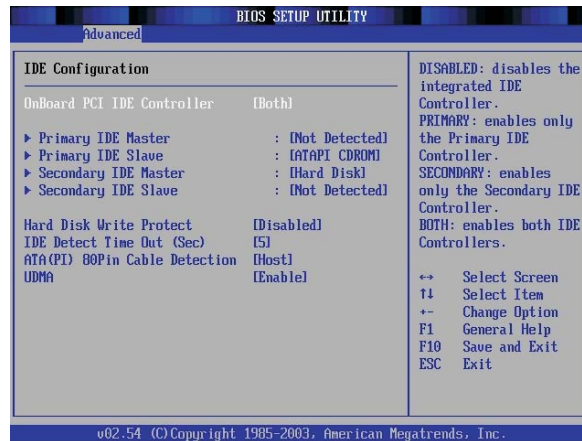 BIOS SETUP UTILITY
Advanced
IDE Configuration
OnBoard PCI IDE Controller [Both]
Primary IDE Master : [Not Detected]
Primary IDE Slave : [ATAPI CDROM]
Secondary IDE Master : [Hard Disk]
Secondary IDE Slave : [Not Detected]
Hard Disk Write Protect [Disabled]
IDE Detect Time Out (Sec) [5]
ATA(PI) 80Pin Cable Detection [Host]
UDMA [Enable]
DISABLED: disables the
integrated IDE
Controller.
PRIMARY: enables only
the Primary IDE
Controller.
SECONDARY: enables
only the Secondary IDE
Controller.
BOTH: enables both IDE
Controllers.
↔ Select Screen
↑↓ Select Item
+- Change Option
F1 General Help
F10 Save and Exit
ESC Exit
v02.54 (C)Copyright 1985-2003, American Megatrends, Inc.